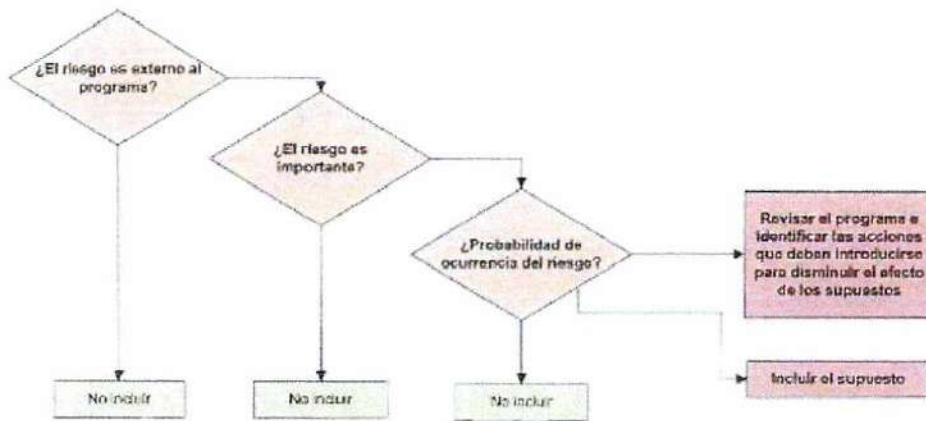 ¿El riesgo es externo al
programa?
¿El riesgo es
importante?
¿Probabilidad de
ocurrencia del riesgo?
Revisar el programa e
identificar las acciones
que deban introducirse
para disminuir el efecto
de los supuestos
Incluir el supuesto
No incluir
No incluir
No incluir